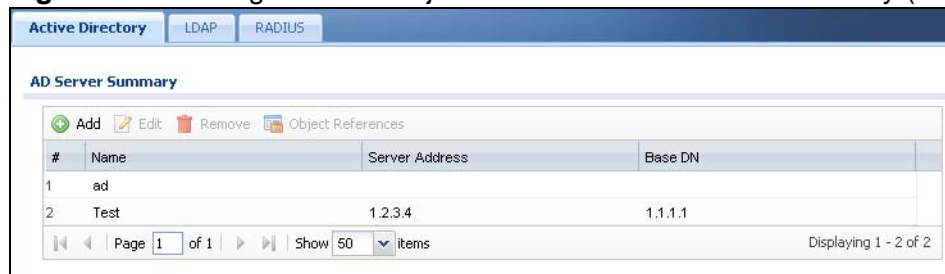 Active Directory LDAP RADIUS
AD Server Summary
Add Edit Remove Object References
# Name Server Address Base DN
1 ad
2 Test 1.2.3.4 1.1.1.1
Page 1 of 1 Show 50 items Displaying 1 - 2 of 2